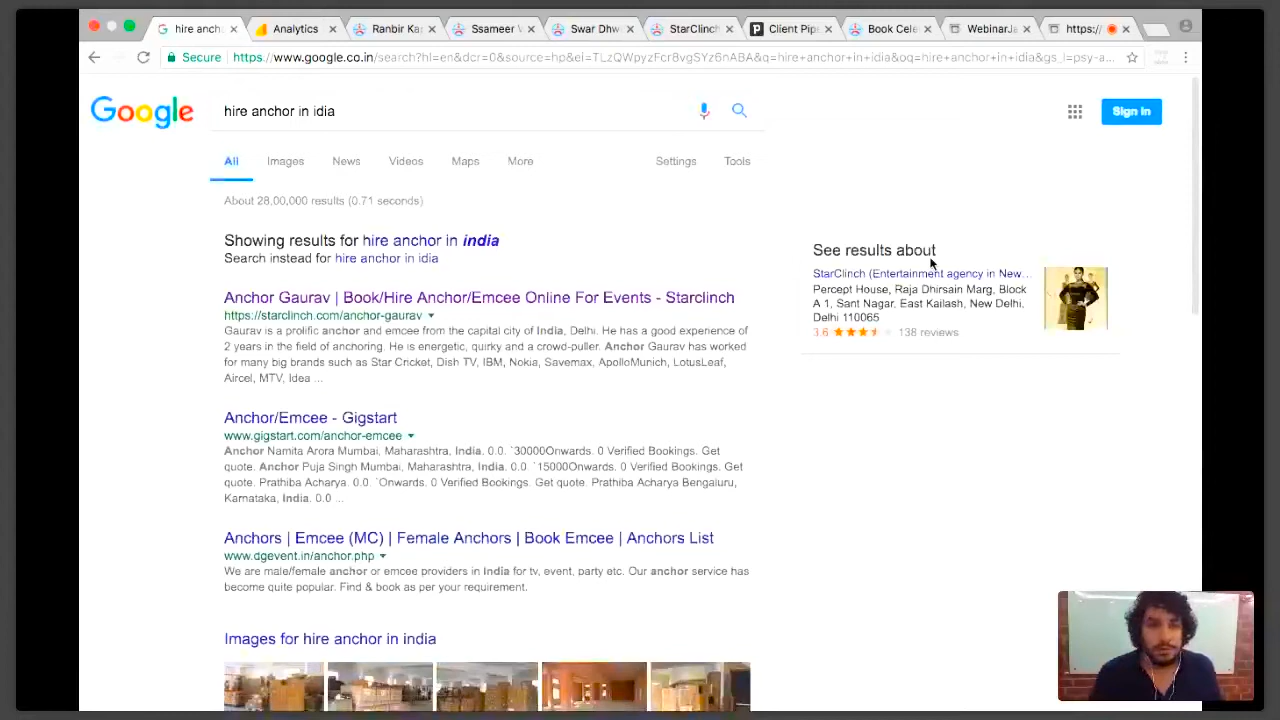 hire anch
Analytics
Ranbir Ka
Ssameer V
Swar Dhw
StarClinch
Client Pip
Book Cele
WebinarJa
https:/
Secure
https://www.google.co.in/search?hl=en&dcr=0&source=hp&ei=TLzQWpyzFcr8vgSYz6nABA&q=hire+anchor+in+idia&oq=hire+anchor+in+idia&gs_l=psy-a...
Google
hire anchor in idia
Sign in
All
Images
News
Videos
Maps
More
Settings
Tools
About 28,00,000 results (0.71 seconds)
Showing results for hire anchor in india
Search instead for hire anchor in idia
Anchor Gaurav | Book/Hire Anchor/Emcee Online For Events - Starclinch
https://starclinch.com/anchor-gaurav
Gaurav is a prolific anchor and emcee from the capital city of India, Delhi. He has a good experience of
2 years in the field of anchoring. He is energetic, quirky and a crowd-puller. Anchor Gaurav has worked
for many big brands such as Star Cricket, Dish TV, IBM, Nokia, Savemax, ApolloMunich, LotusLeaf,
Aircel, MTV, Idea ...
Anchor/Emcee - Gigstart
www.gigstart.com/anchor-emcee
Anchor Namita Arora Mumbai, Maharashtra, India. 0.0. `30000Onwards. 0 Verified Bookings. Get
quote. Anchor Puja Singh Mumbai, Maharashtra, India. 0.0 `15000Onwards. 0 Verified Bookings. Get
quote. Prathiba Acharya. 0.0. `Onwards. 0 Verified Bookings. Get quote. Prathiba Acharya Bengaluru,
Karnataka, India. 0.0 ...
Anchors | Emcee (MC) | Female Anchors | Book Emcee | Anchors List
www.dgevent.in/anchor.php
We are male/female anchor or emcee providers in India for tv, event, party etc. Our anchor service has
become quite popular. Find & book as per your requirement.
Images for hire anchor in india
See results about
StarClinch (Entertainment agency in New...
Percept House, Raja Dhirsain Marg, Block
A 1, Sant Nagar, East Kailash, New Delhi,
Delhi 110065
3.6
138 reviews